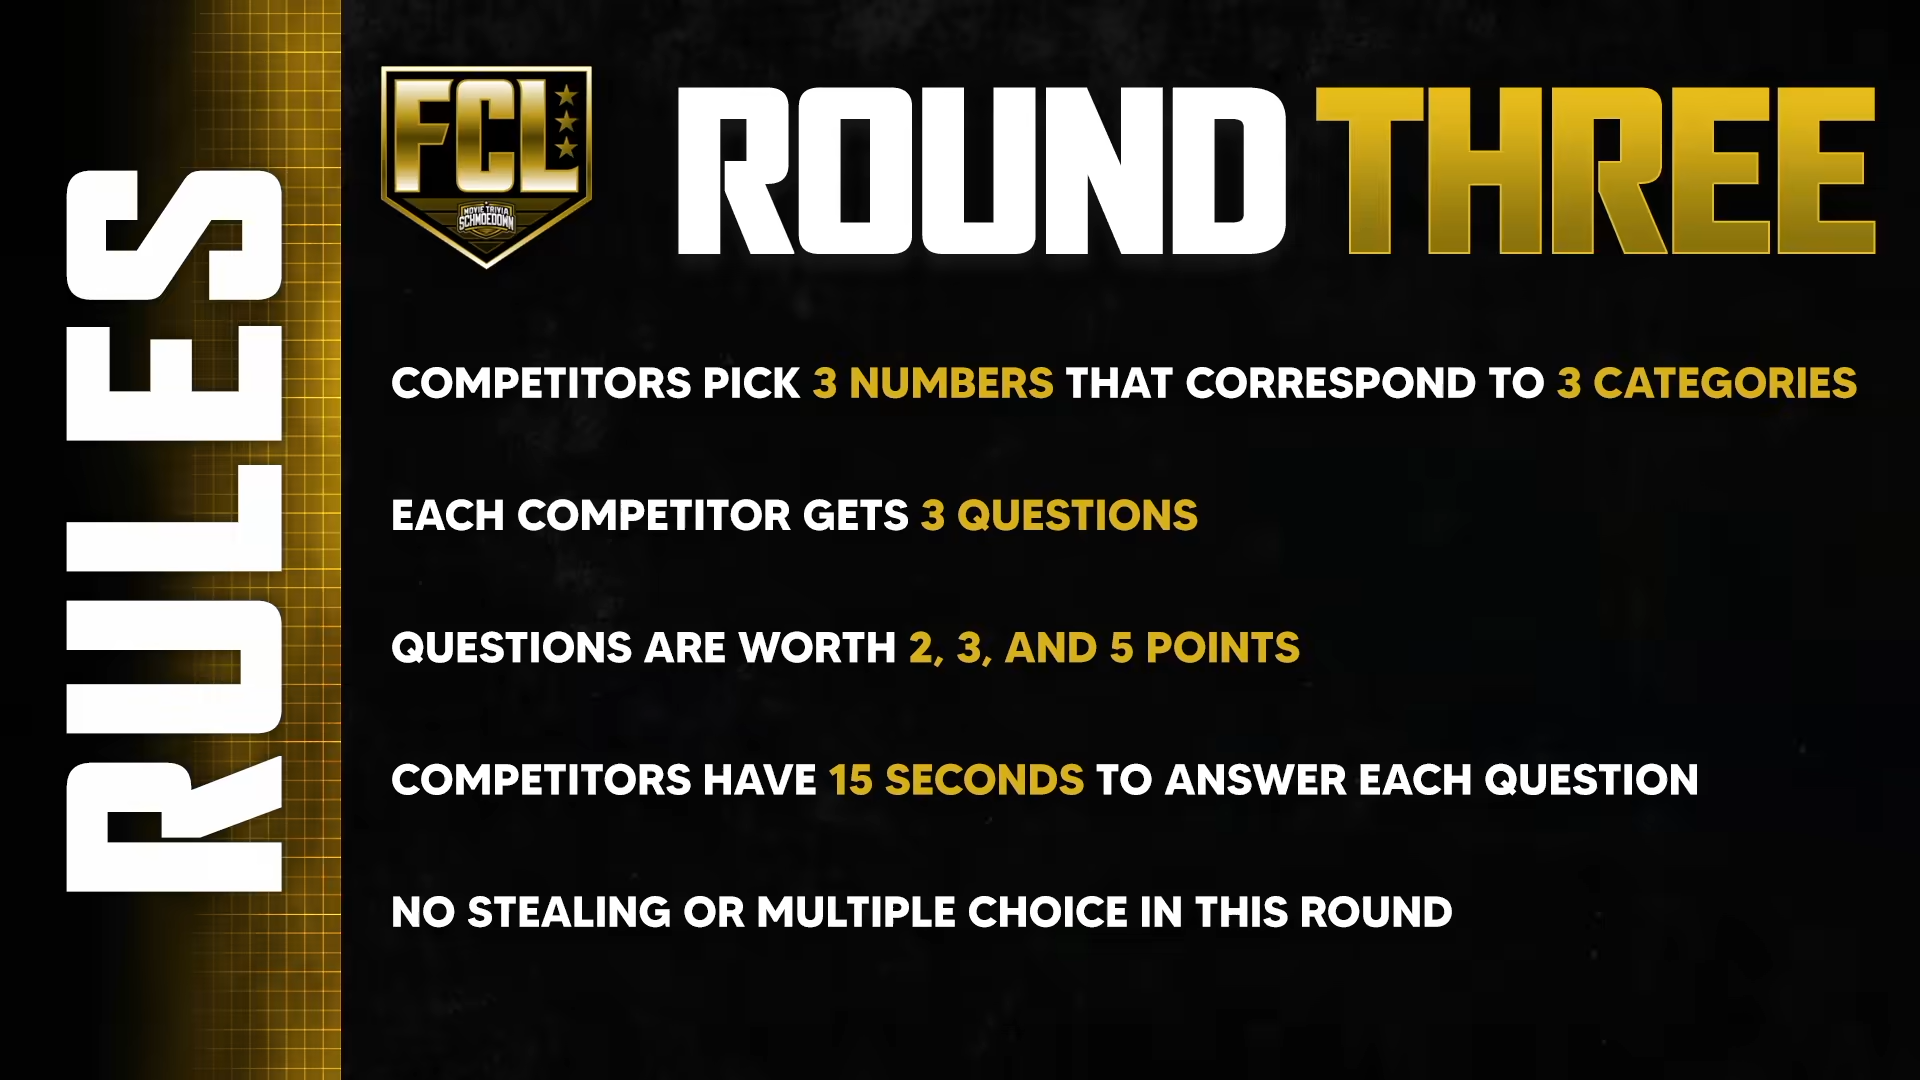 RULES
FCL
MOVIE TRIVIA
SCHMOEDOWN
ROUND THREE
COMPETITORS PICK 3 NUMBERS THAT CORRESPOND TO 3 CATEGORIES
EACH COMPETITOR GETS 3 QUESTIONS
QUESTIONS ARE WORTH 2, 3, AND 5 POINTS
COMPETITORS HAVE 15 SECONDS TO ANSWER EACH QUESTION
NO STEALING OR MULTIPLE CHOICE IN THIS ROUND